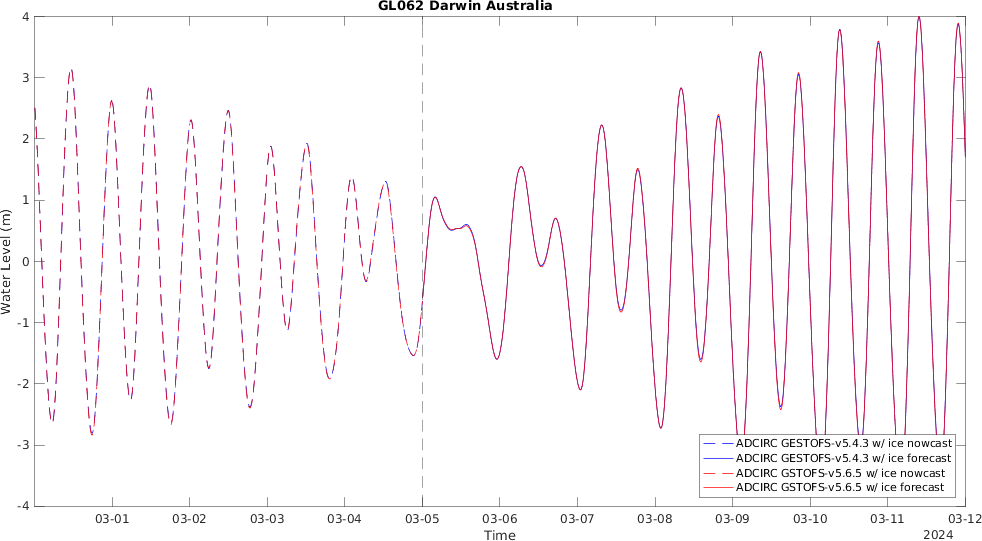 GL062 Darwin Australia
4
3
2
1
0
-1
-2
-3
-4
Water Level (m)
03-01 03-02 03-03 03-04 03-05 03-06 03-07 03-08 03-09 03-10 03-11 03-12
Time
2024
ADCIRC GESTOFS-v5.4.3 w/ ice nowcast
ADCIRC GESTOFS-v5.4.3 w/ ice forecast
ADCIRC GSTOFS-v5.6.5 w/ ice nowcast
ADCIRC GSTOFS-v5.6.5 w/ ice forecast